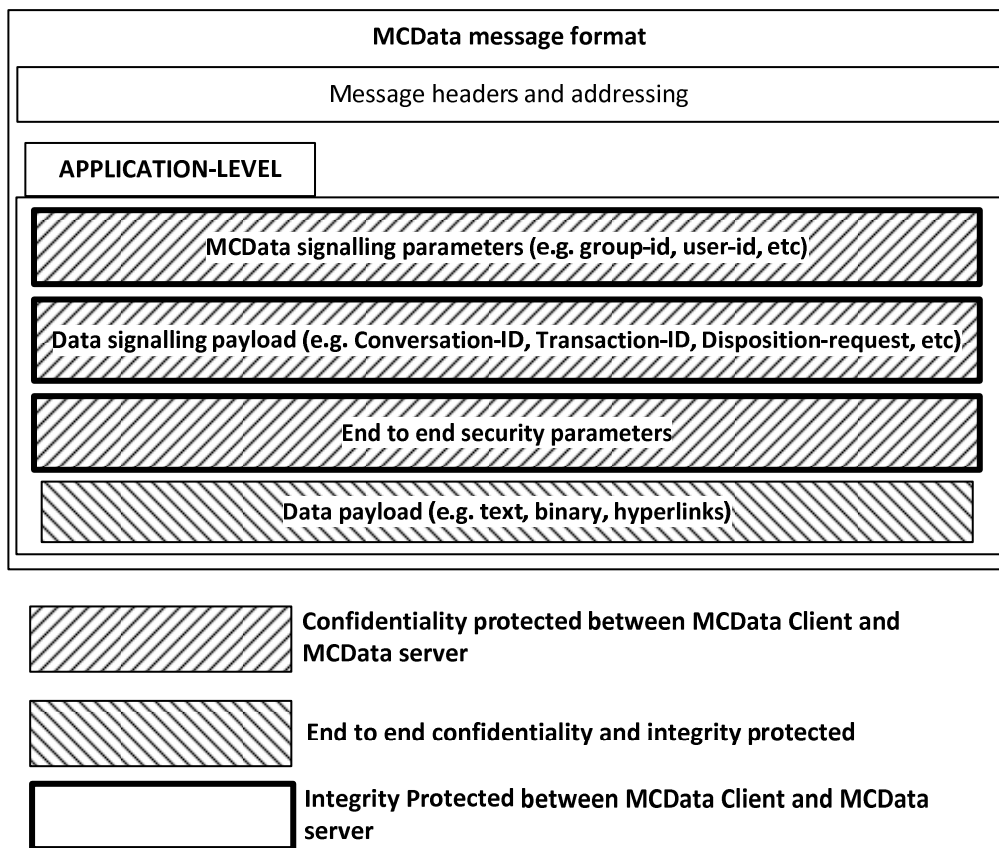 MCData message format
Message headers and addressing
APPLICATION-LEVEL
MCData signalling parameters (e.g. group-id, user-id, etc)
Data signalling payload (e.g. Conversation-ID, Transaction-ID, Disposition-request, etc)
End to end security parameters
Data payload (e.g. text, binary, hyperlinks)
Confidentiality protected between MCData Client and
MCData server
End to end confidentiality and integrity protected
Integrity Protected between MCData Client and MCData
server